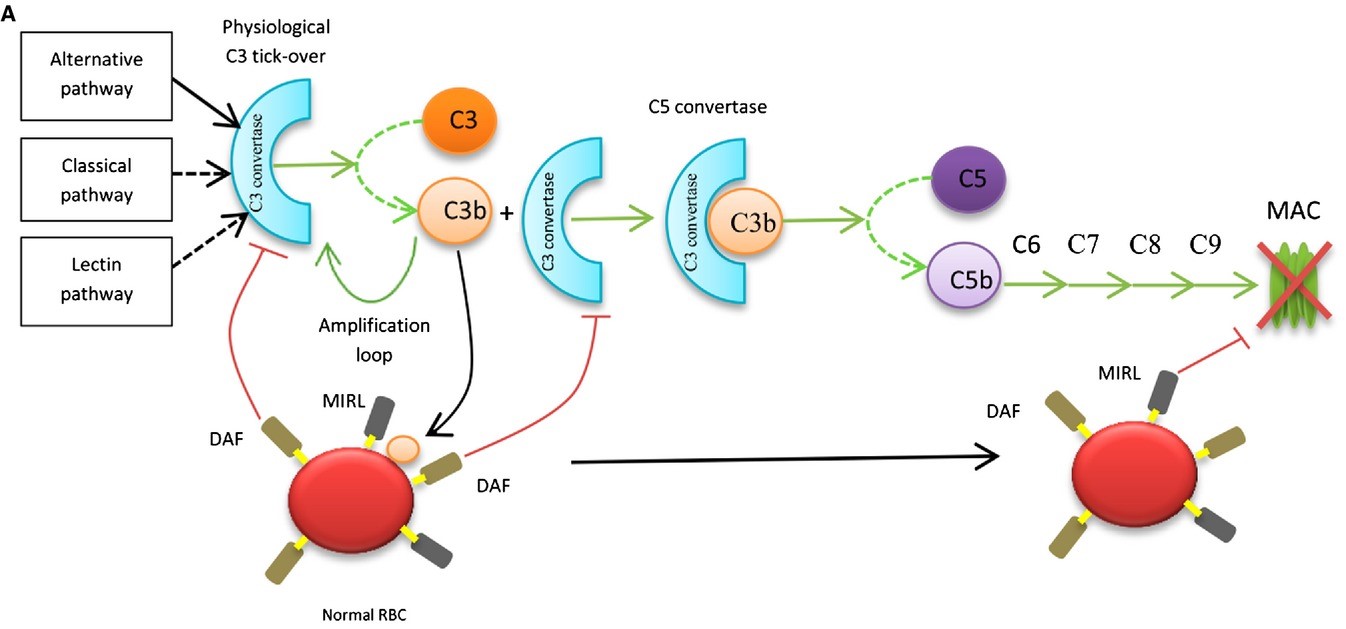 A
Physiological
C3 tick-over
Alternative
pathway
Classical
pathway
Lectin
pathway
C3 convertase
C3
C3b
+
C3 convertase
C5 convertase
C3 convertase
C3b
C5
C5b
C6 C7 C8 C9
MAC
Amplification
loop
MIRL
DAF
DAF
Normal RBC
MIRL
DAF